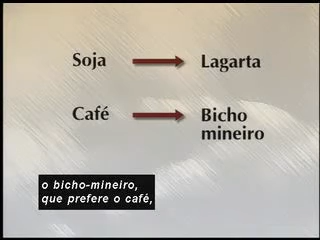 Soja Lagarta
Café Bicho
mineiro
o bicho-mineiro,
que prefere o café,